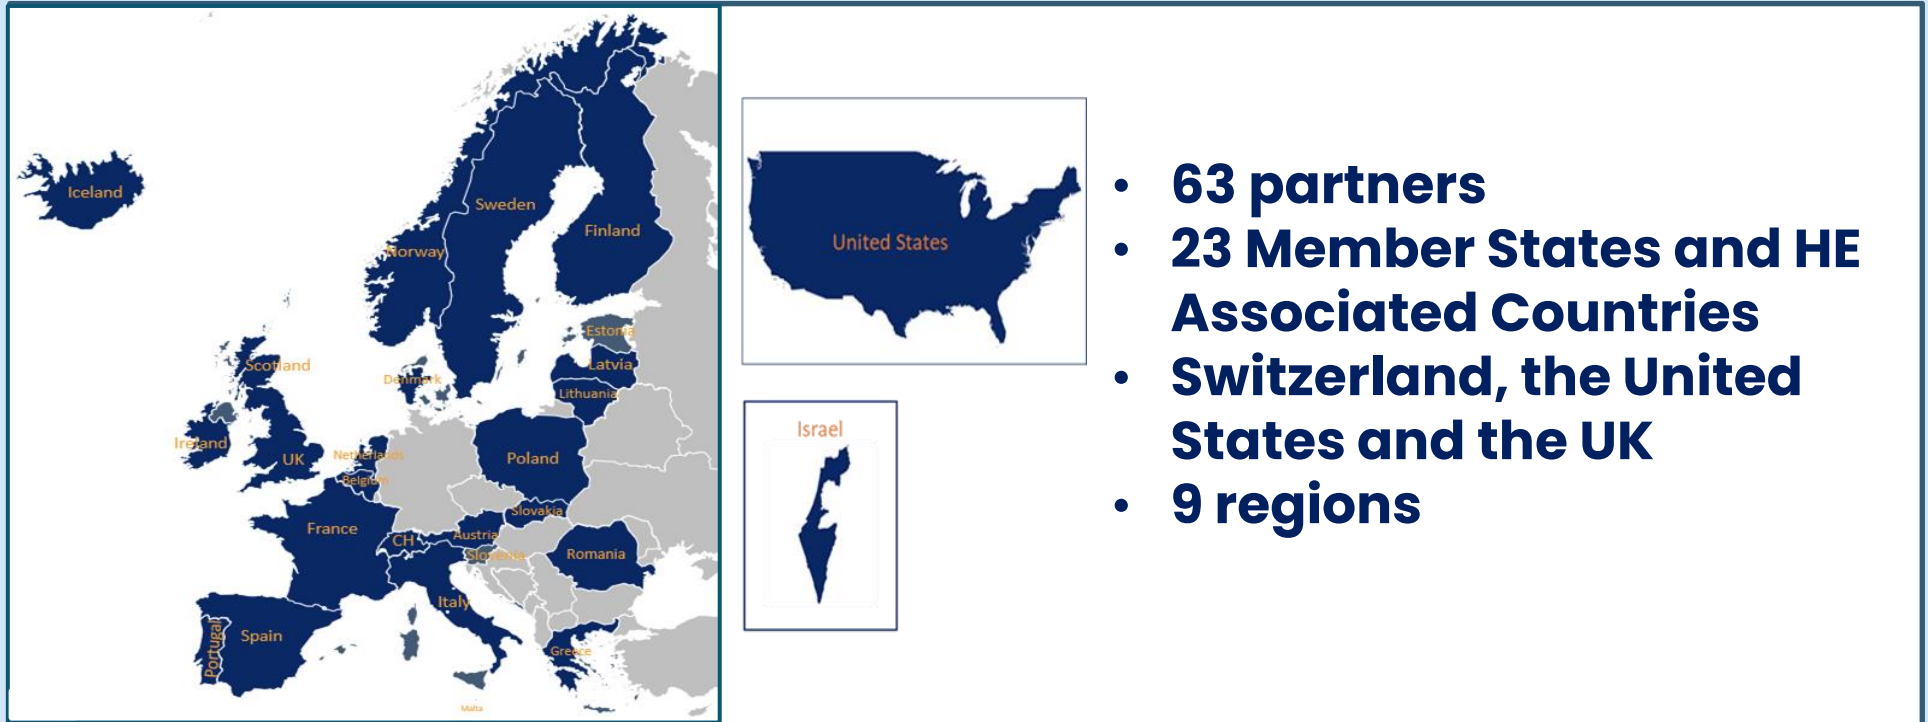 Iceland
Sweden
Finland
Norway
Estonia
Scotland
Latvia
Denmark
Lithuania
Ireland
UK
Netherlands
Poland
Belgium
Slovakia
France
CH
Austria
Slovenia
Romania
Italy
Spain
Portugal
Greece
Malta
United States
Israel
• 63 partners
• 23 Member States and HE
Associated Countries
• Switzerland, the United
States and the UK
• 9 regions